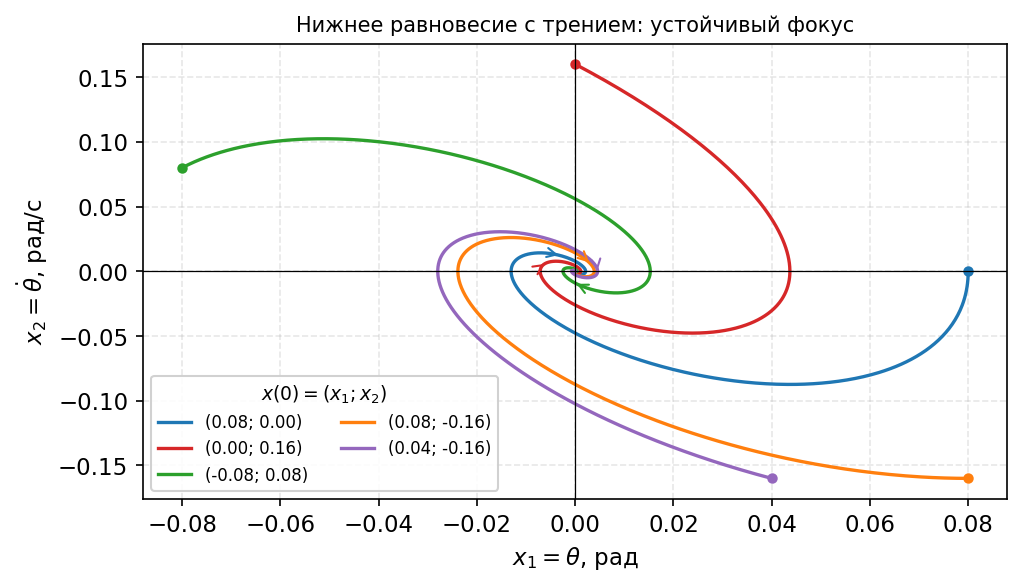 Нижнее равновесие с трением: устойчивый фокус
x₂ = θ̇, рад/с
0.15
0.10
0.05
0.00
−0.05
−0.10
−0.15
x(0) = (x₁; x₂)
(0.08; 0.00)
(0.00; 0.16)
(-0.08; 0.08)
(0.08; -0.16)
(0.04; -0.16)
−0.08 −0.06 −0.04 −0.02 0.00 0.02 0.04 0.06 0.08
x₁ = θ, рад